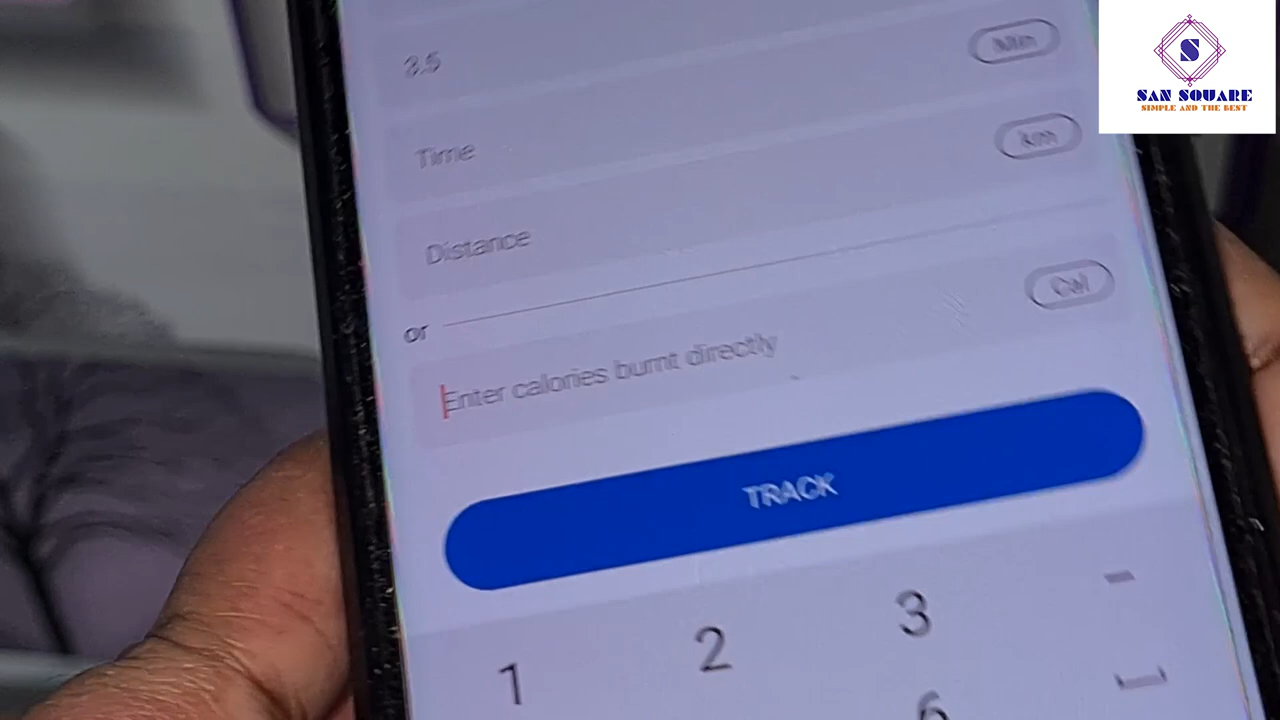 S
SAN SQUARE
SIMPLE AND THE BEST
3.5
Min
Time
km
Distance
or
Cal
Enter calories burnt directly
TRACK
1 2 3 -
6